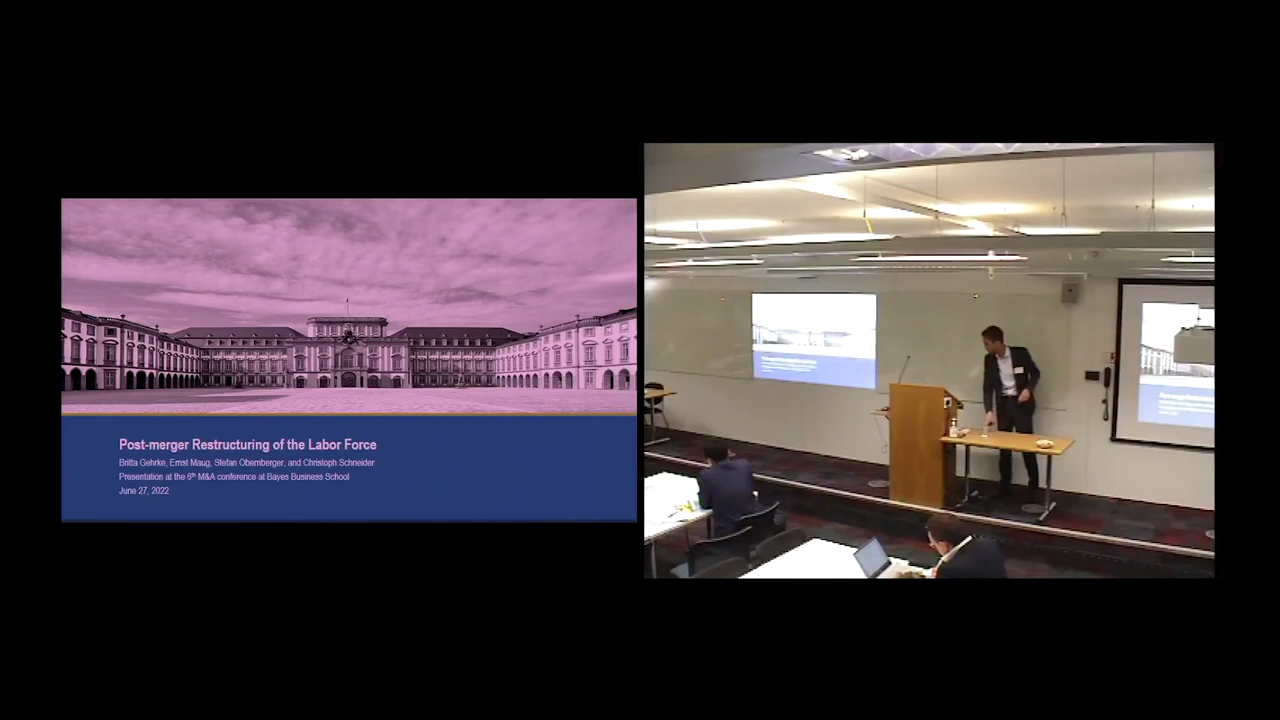 Post-merger Restructuring of the Labor Force
Britta Gehrke, Ernst Maug, Stefan Obernberger, and Christoph Schneider
Presentation at the 6th M&A conference at Bayes Business School
June 27, 2022